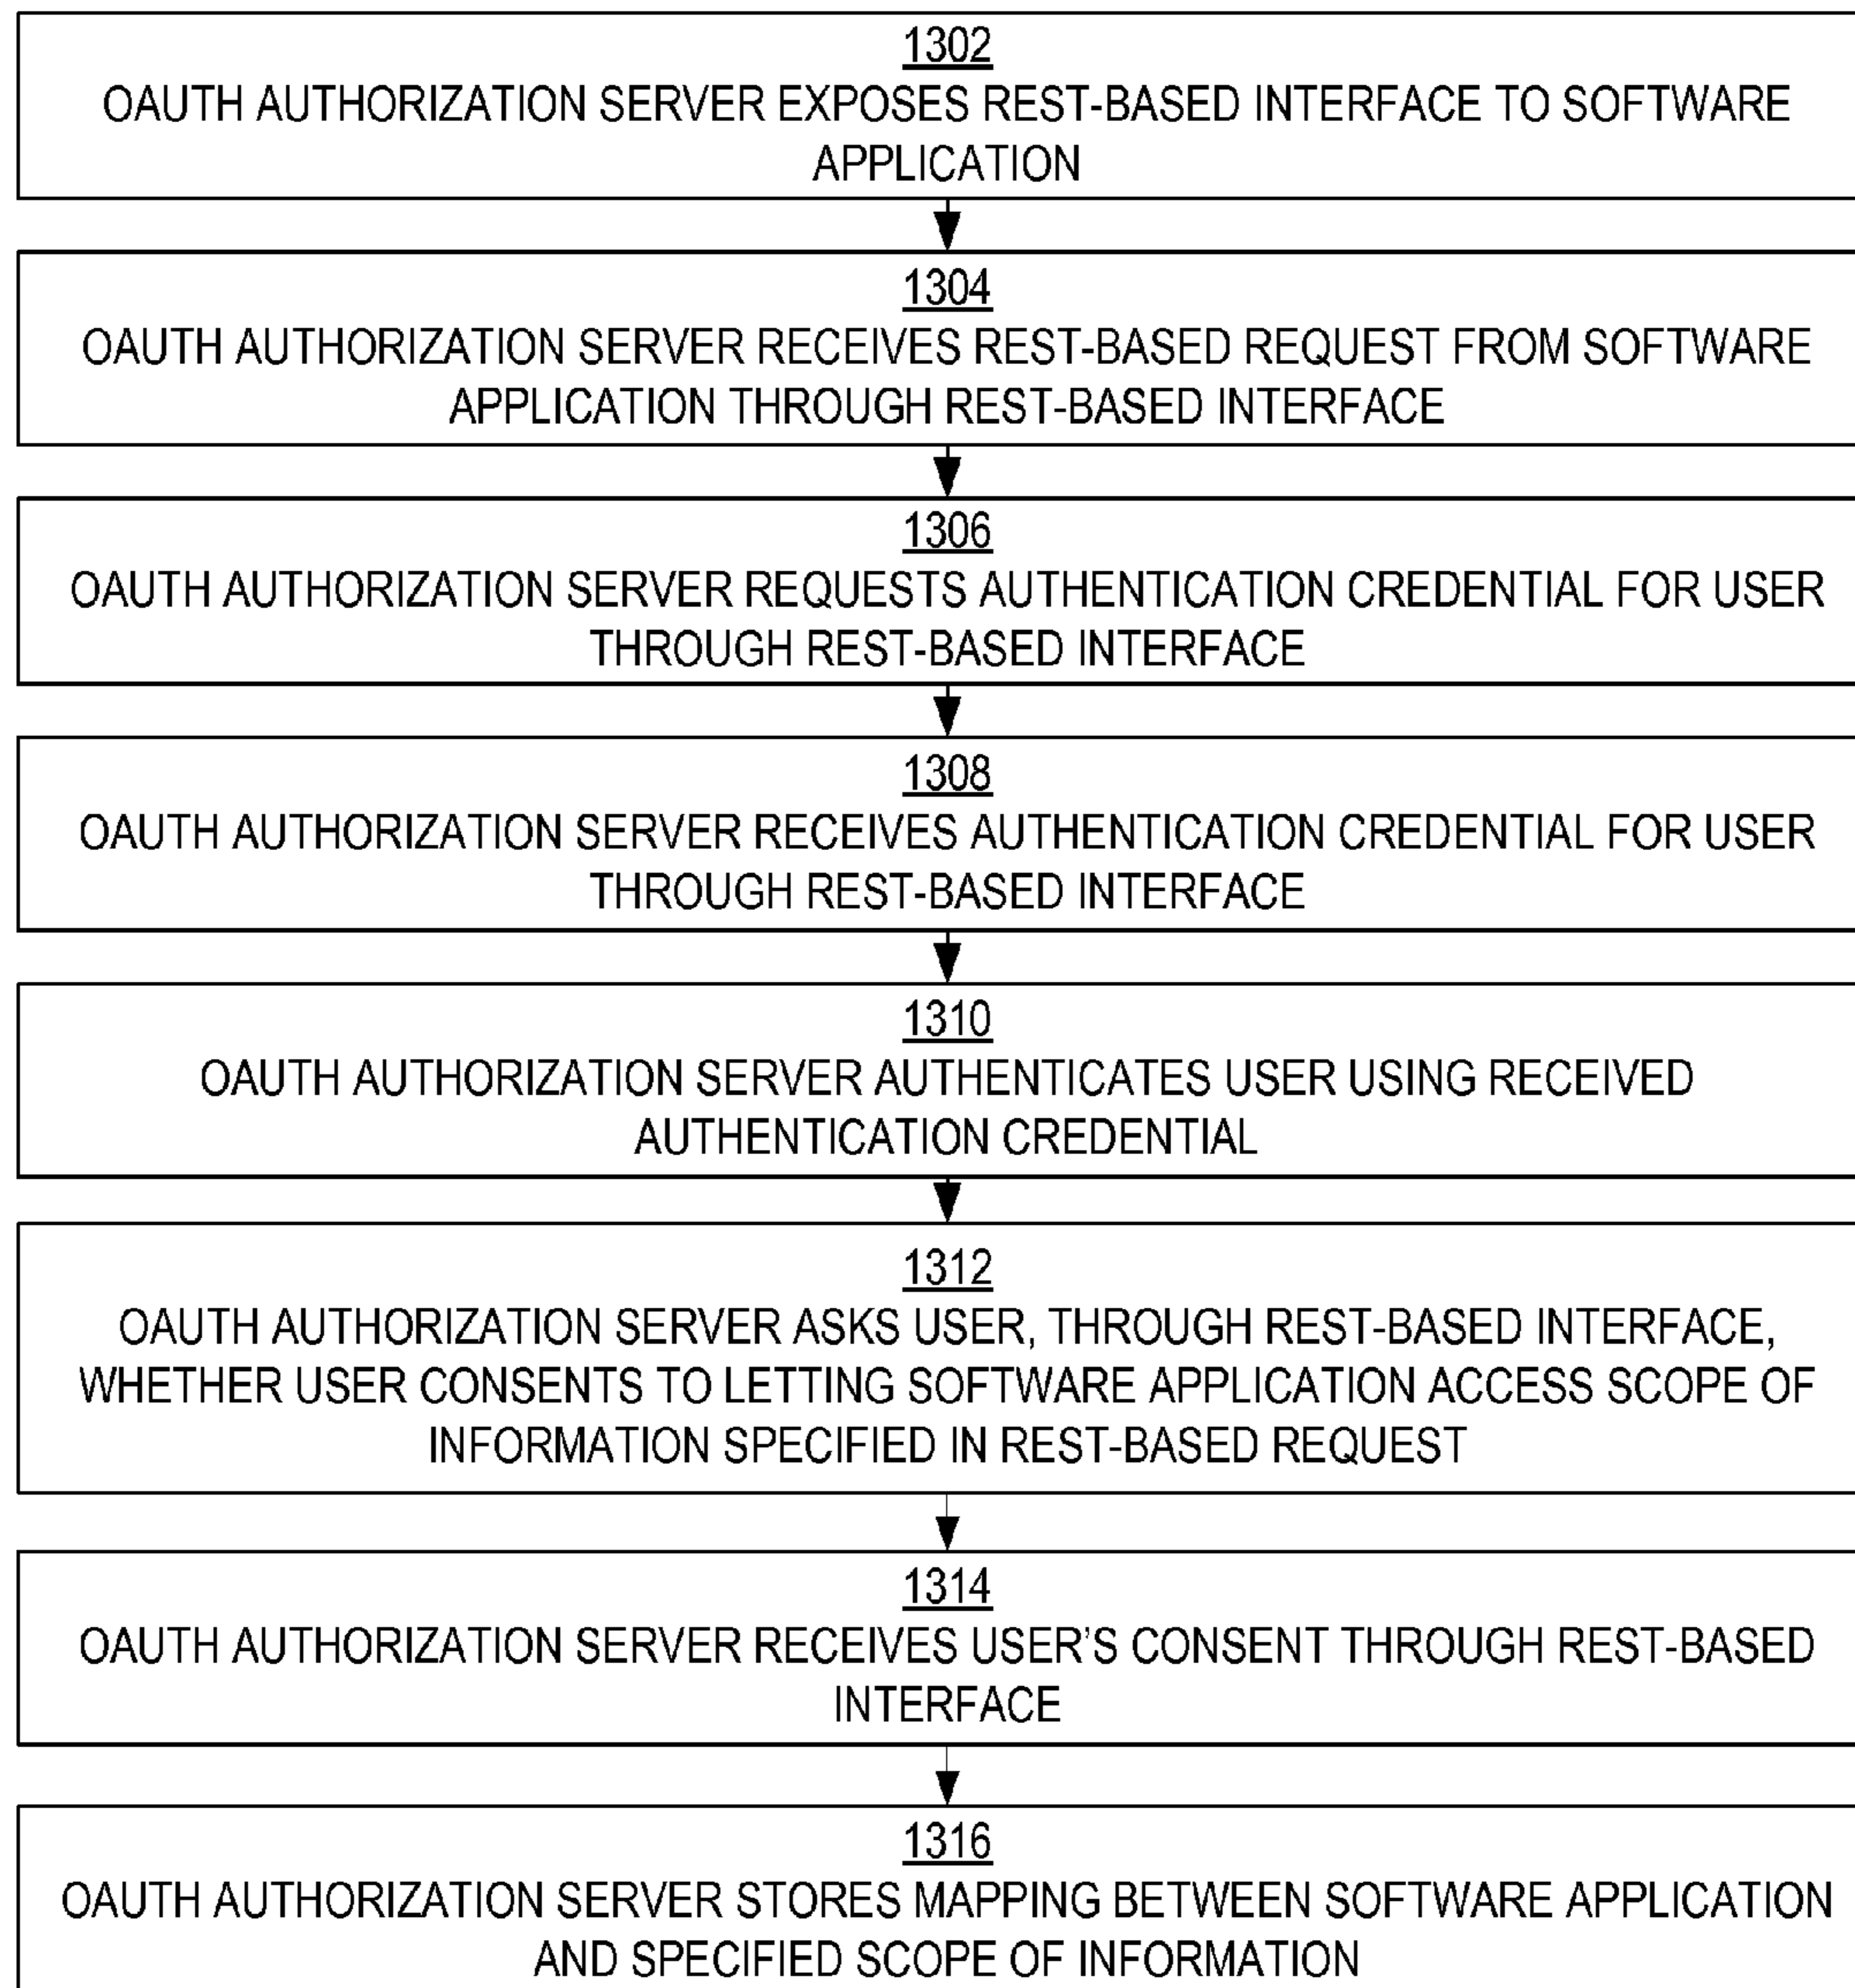 1302
OAUTH AUTHORIZATION SERVER EXPOSES REST-BASED INTERFACE TO SOFTWARE
APPLICATION
1304
OAUTH AUTHORIZATION SERVER RECEIVES REST-BASED REQUEST FROM SOFTWARE
APPLICATION THROUGH REST-BASED INTERFACE
1306
OAUTH AUTHORIZATION SERVER REQUESTS AUTHENTICATION CREDENTIAL FOR USER
THROUGH REST-BASED INTERFACE
1308
OAUTH AUTHORIZATION SERVER RECEIVES AUTHENTICATION CREDENTIAL FOR USER
THROUGH REST-BASED INTERFACE
1310
OAUTH AUTHORIZATION SERVER AUTHENTICATES USER USING RECEIVED
AUTHENTICATION CREDENTIAL
1312
OAUTH AUTHORIZATION SERVER ASKS USER, THROUGH REST-BASED INTERFACE,
WHETHER USER CONSENTS TO LETTING SOFTWARE APPLICATION ACCESS SCOPE OF
INFORMATION SPECIFIED IN REST-BASED REQUEST
1314
OAUTH AUTHORIZATION SERVER RECEIVES USER'S CONSENT THROUGH REST-BASED
INTERFACE
1316
OAUTH AUTHORIZATION SERVER STORES MAPPING BETWEEN SOFTWARE APPLICATION
AND SPECIFIED SCOPE OF INFORMATION